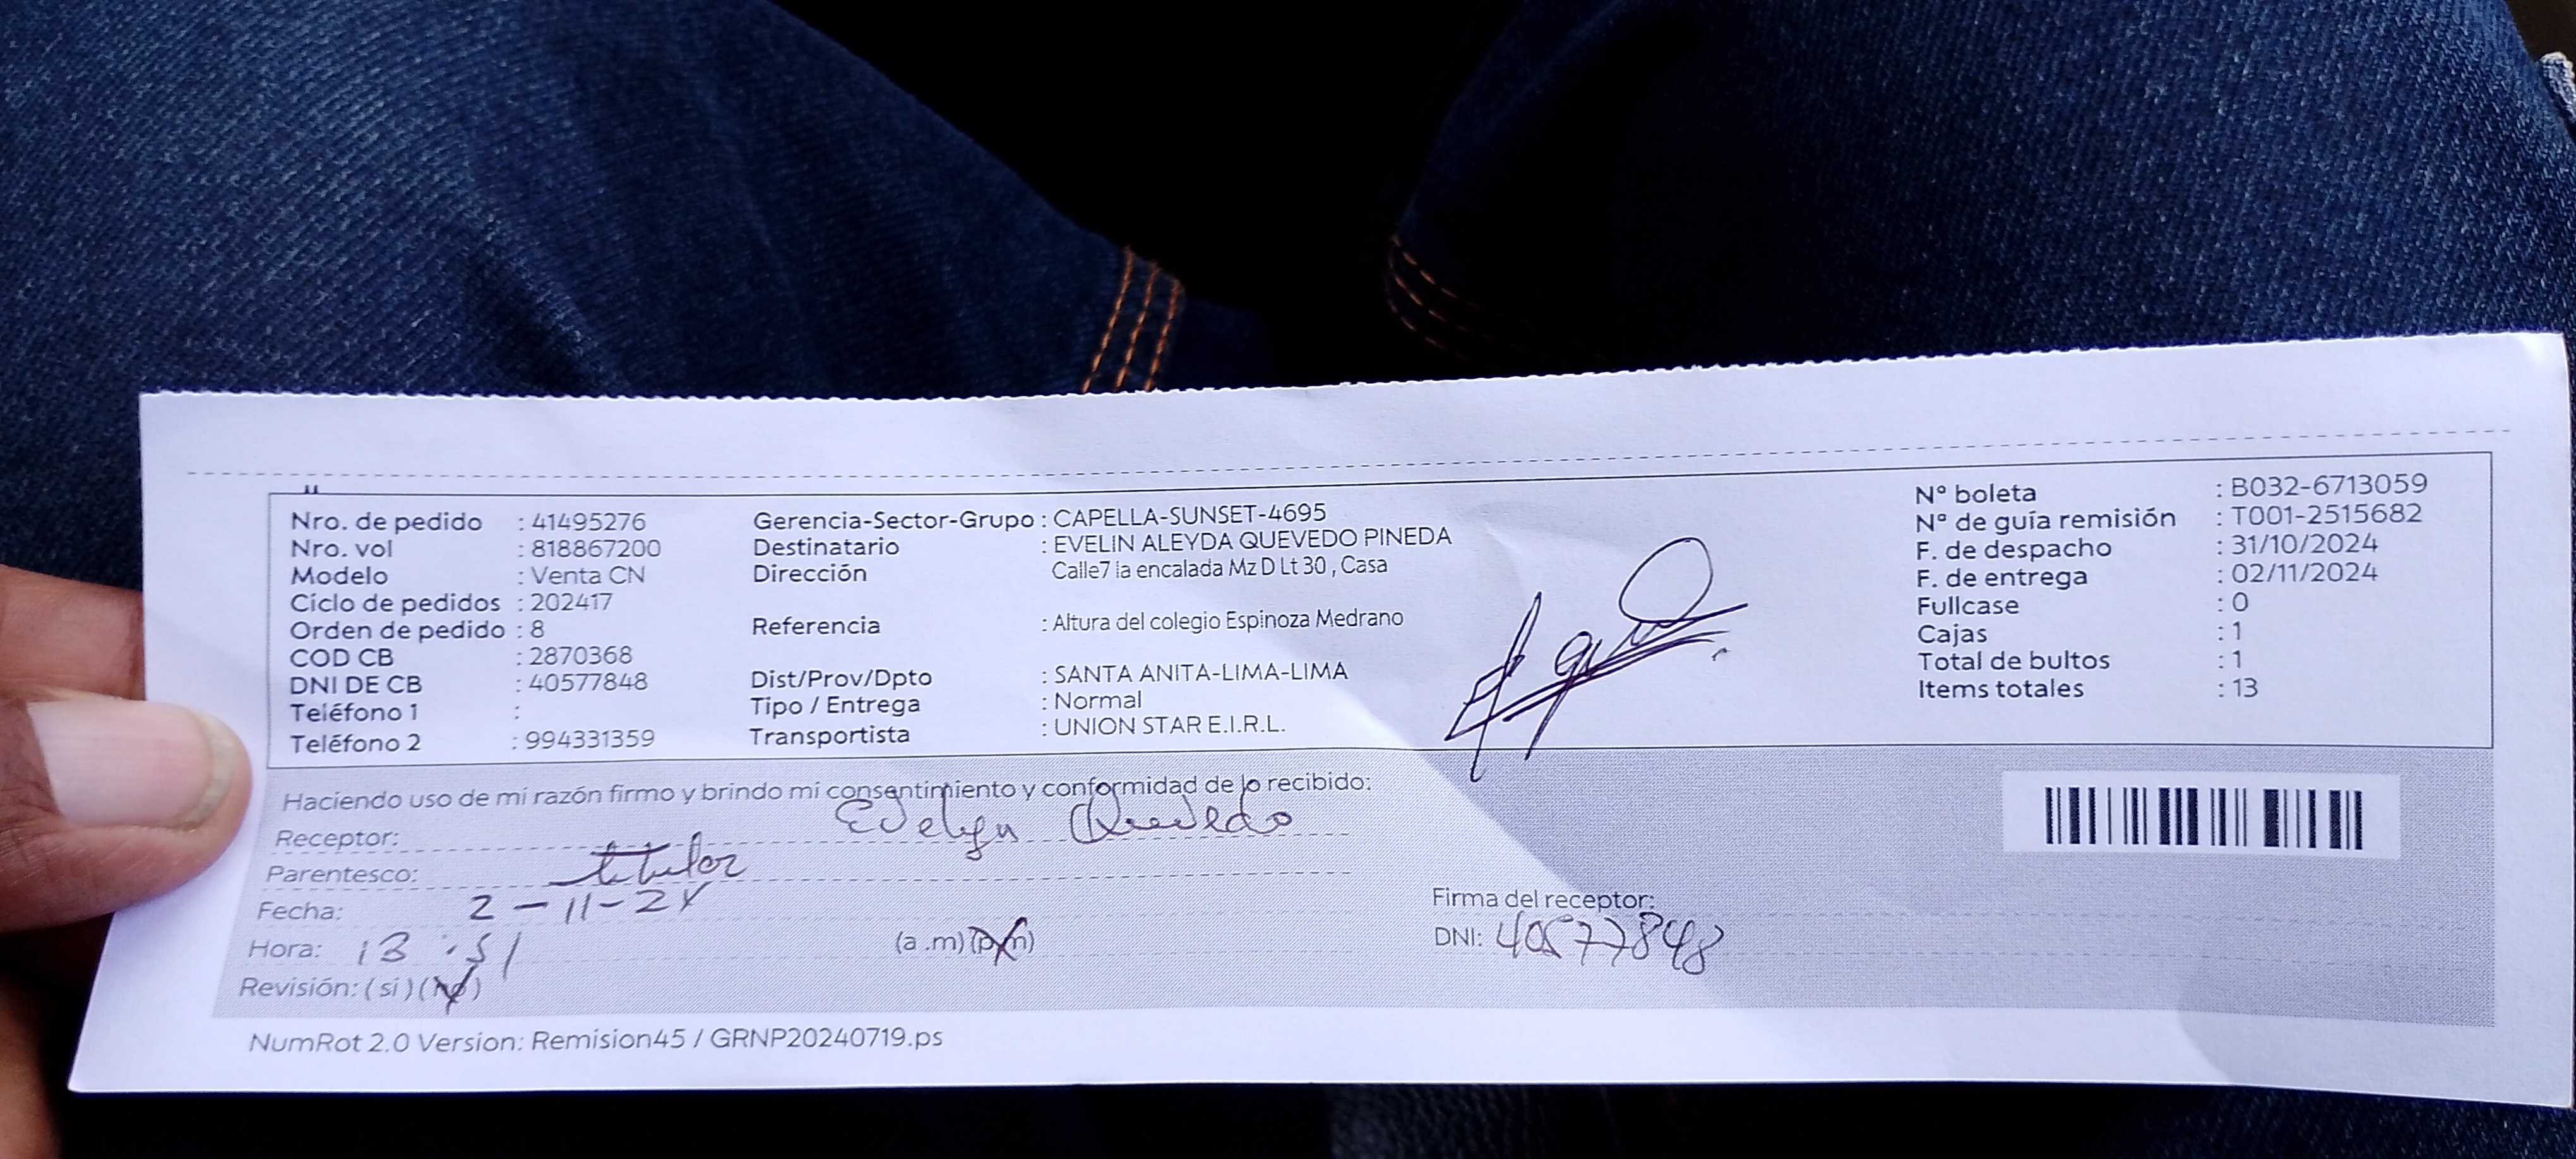 Nro. de pedido : 41495276
Nro. vol : 818867200
Modelo : Venta CN
Ciclo de pedidos : 202417
Orden de pedido : 8
COD CB : 2870368
DNI DE CB : 40577848
Teléfono 1 :
Teléfono 2 : 994331359
Gerencia-Sector-Grupo : CAPELLA-SUNSET-4695
Destinatario : EVELIN ALEYDA QUEVEDO PINEDA
Dirección Calle7 la encalada Mz D Lt 30 , Casa
Referencia : Altura del colegio Espinoza Medrano
Dist/Prov/Dpto : SANTA ANITA-LIMA-LIMA
Tipo / Entrega : Normal
Transportista : UNION STAR E.I.R.L.
N° boleta : B032-6713059
N° de guía remisión : T001-2515682
F. de despacho : 31/10/2024
F. de entrega : 02/11/2024
Fullcase : 0
Cajas : 1
Total de bultos : 1
Items totales : 13
Haciendo uso de mi razón firmo y brindo mi consentimiento y conformidad de lo recibido:
Receptor: Evelyn Quevedo
Parentesco: titular
Fecha: 2-11-24
Hora: 13:51 (a .m) (p.m)
Revisión: ( si ) ( no )
Firma del receptor:
DNI: 40577848
NumRot 2.0 Version: Remision45 / GRNP20240719.ps